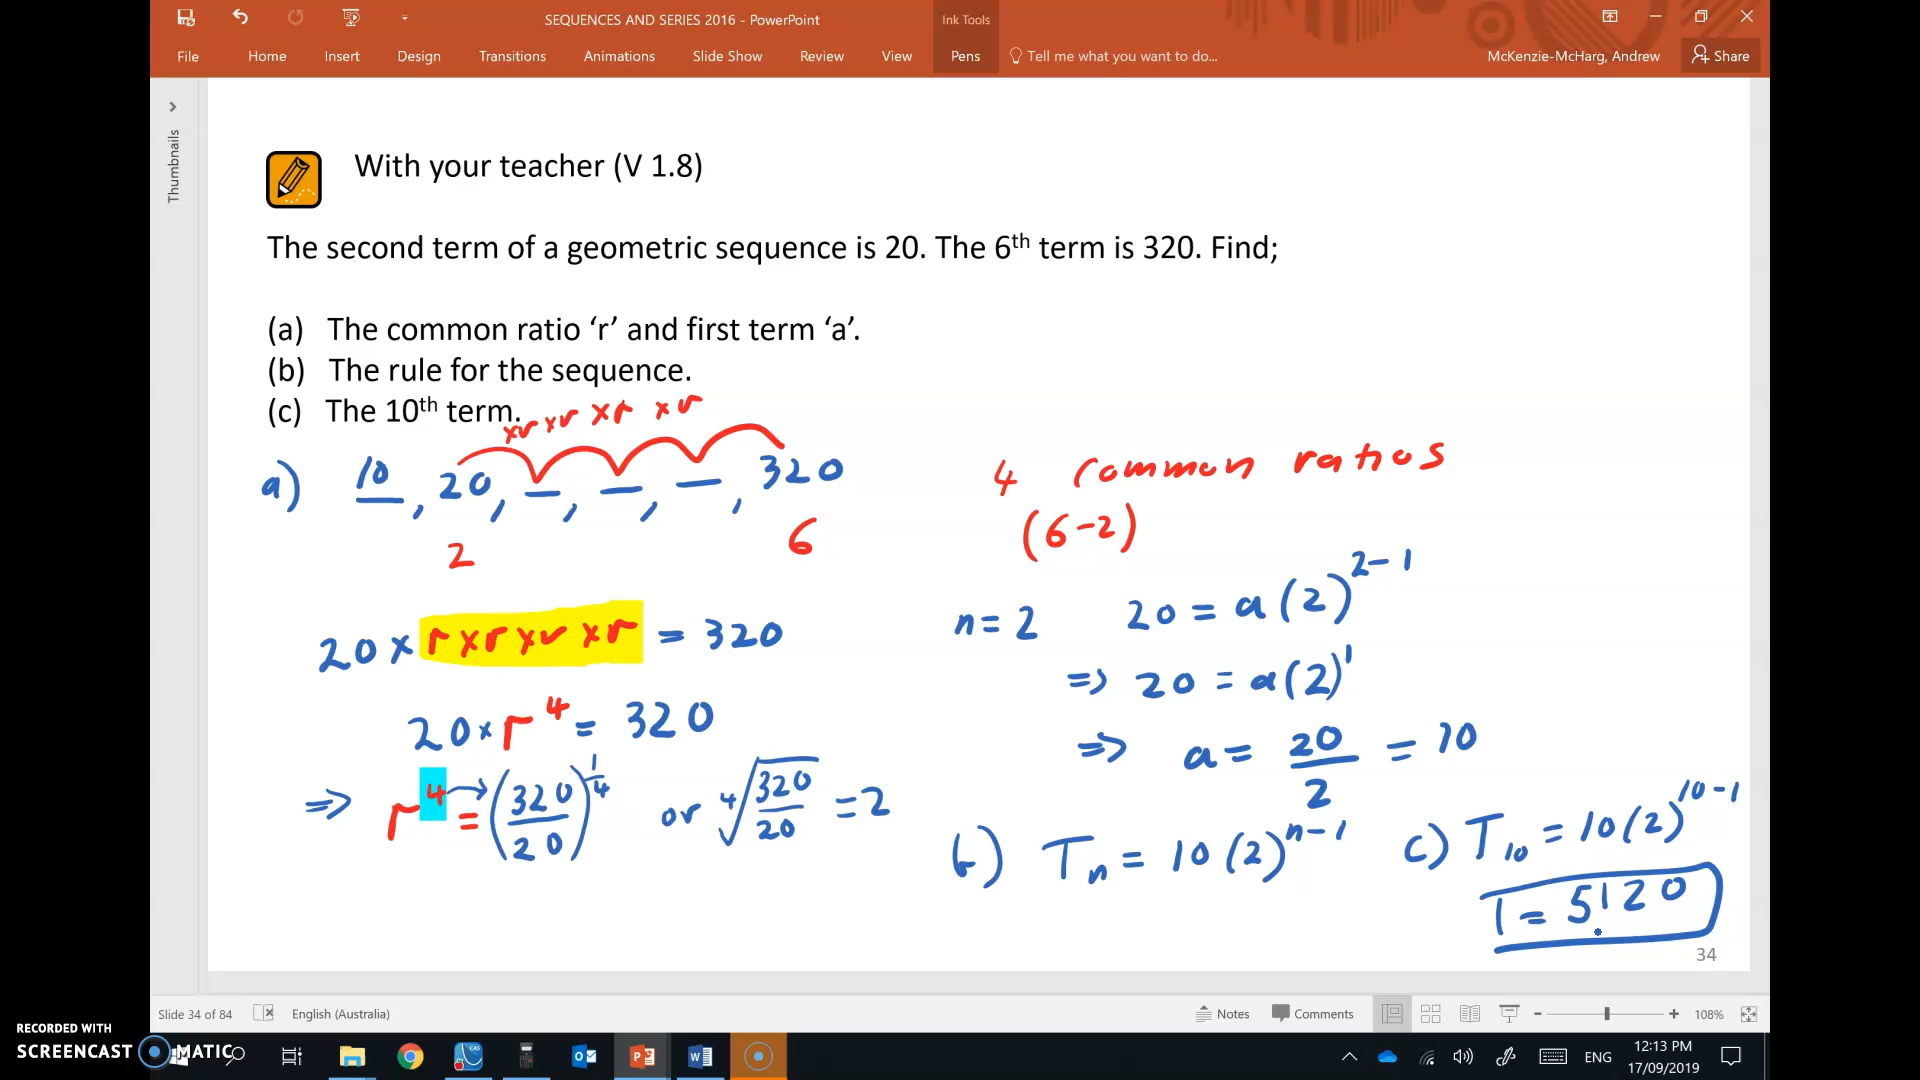 SEQUENCES AND SERIES 2016 - PowerPoint
Ink Tools
File Home Insert Design Transitions Animations Slide Show Review View Pens Tell me what you want to do... McKenzie-McHarg, Andrew Share
Thumbnails
With your teacher (V 1.8)
The second term of a geometric sequence is 20. The 6th term is 320. Find;
(a) The common ratio ‘r’ and first term ‘a’.
(b) The rule for the sequence.
(c) The 10th term.
×r ×r ×r ×r
a) 10, 20, _, _, _, 320
2 6
20 × r×r×r×r = 320
20 × r^4 = 320
=> r^4 = (320/20)^1/4 or ⁴√320/20 = 2
4 common ratios
(6-2)
n = 2 20 = a(2)^2-1
=> 20 = a(2)^1
=> a = 20/2 = 10
b) Tn = 10(2)^n-1
c) T10 = 10(2)^10-1
= 5120
34
Slide 34 of 84 English (Australia) Notes Comments 108%
RECORDED WITH
SCREENCAST MATIC
ENG
12:13 PM
17/09/2019